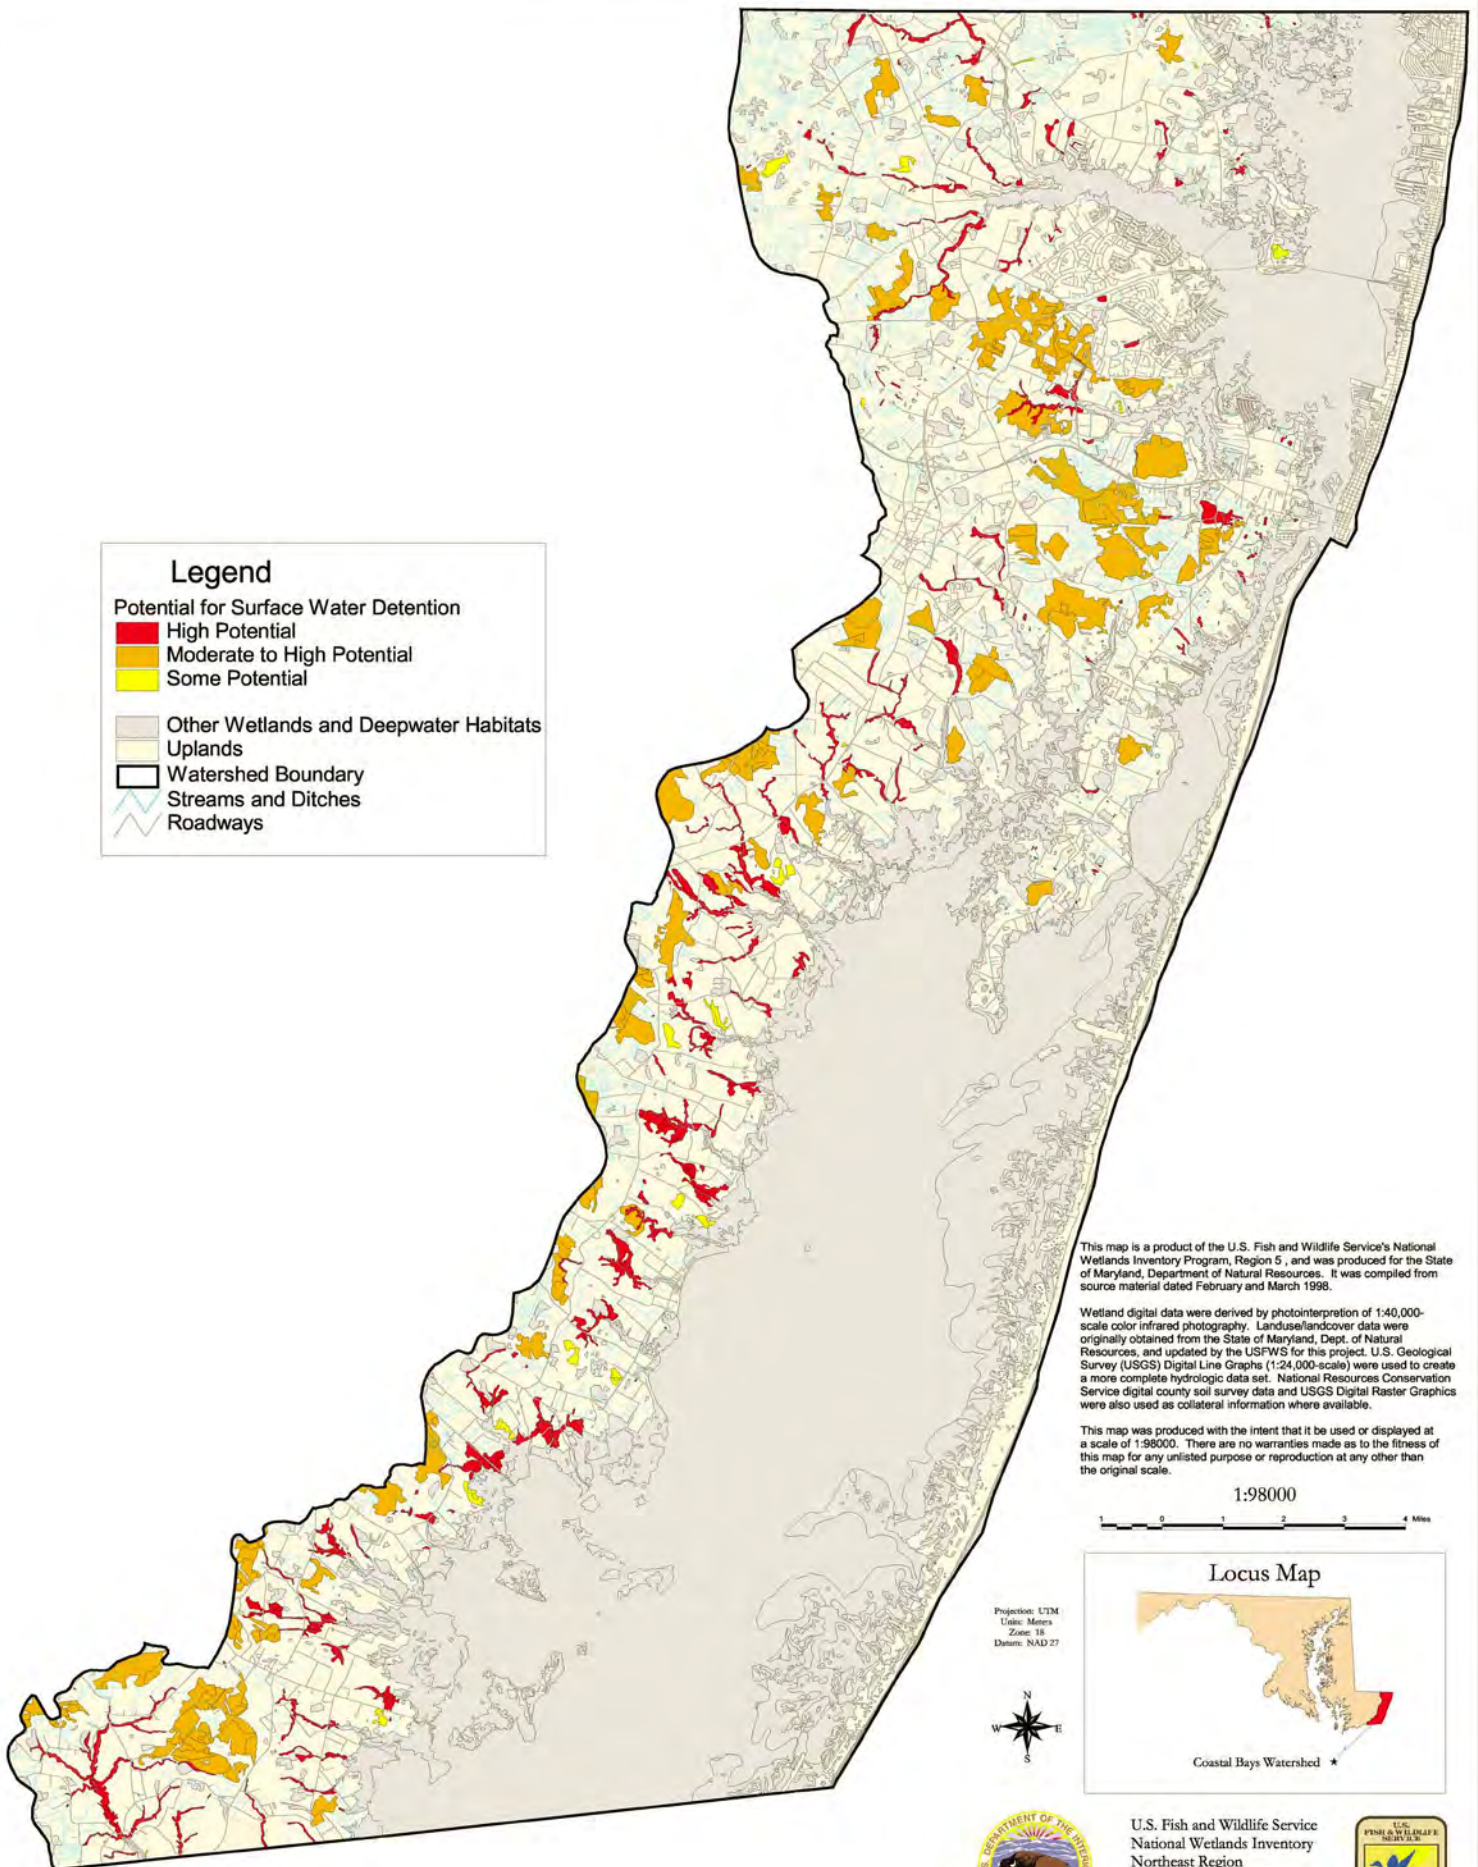 Legend
Potential for Surface Water Detention
High Potential
Moderate to High Potential
Some Potential
Other Wetlands and Deepwater Habitats
Uplands
Watershed Boundary
Streams and Ditches
Roadways
This map is a product of the U.S. Fish and Wildlife Service's National
Wetlands Inventory Program, Region 5 , and was produced for the State
of Maryland, Department of Natural Resources. It was compiled from
source material dated February and March 1998.
Wetland digital data were derived by photointerpretion of 1:40,000-
scale color infrared photography. Landuse/landcover data were
originally obtained from the State of Maryland, Dept. of Natural
Resources, and updated by the USFWS for this project. U.S. Geological
Survey (USGS) Digital Line Graphs (1:24,000-scale) were used to create
a more complete hydrologic data set. National Resources Conservation
Service digital county soil survey data and USGS Digital Raster Graphics
were also used as collateral information where available.
This map was produced with the intent that it be used or displayed at
a scale of 1:98000. There are no warranties made as to the fitness of
this map for any unlisted purpose or reproduction at any other than
the original scale.
1:98000
1 0 1 2 3 4 Miles
Locus Map
Coastal Bays Watershed ★
Projection: UTM
Units: Meters
Zone: 18
Datum: NAD 27
N
W E
S
DEPARTMENT OF THE INTERIOR
U.S. Fish and Wildlife Service
National Wetlands Inventory
Northeast Region
U.S.
FISH & WILDLIFE
SERVICE